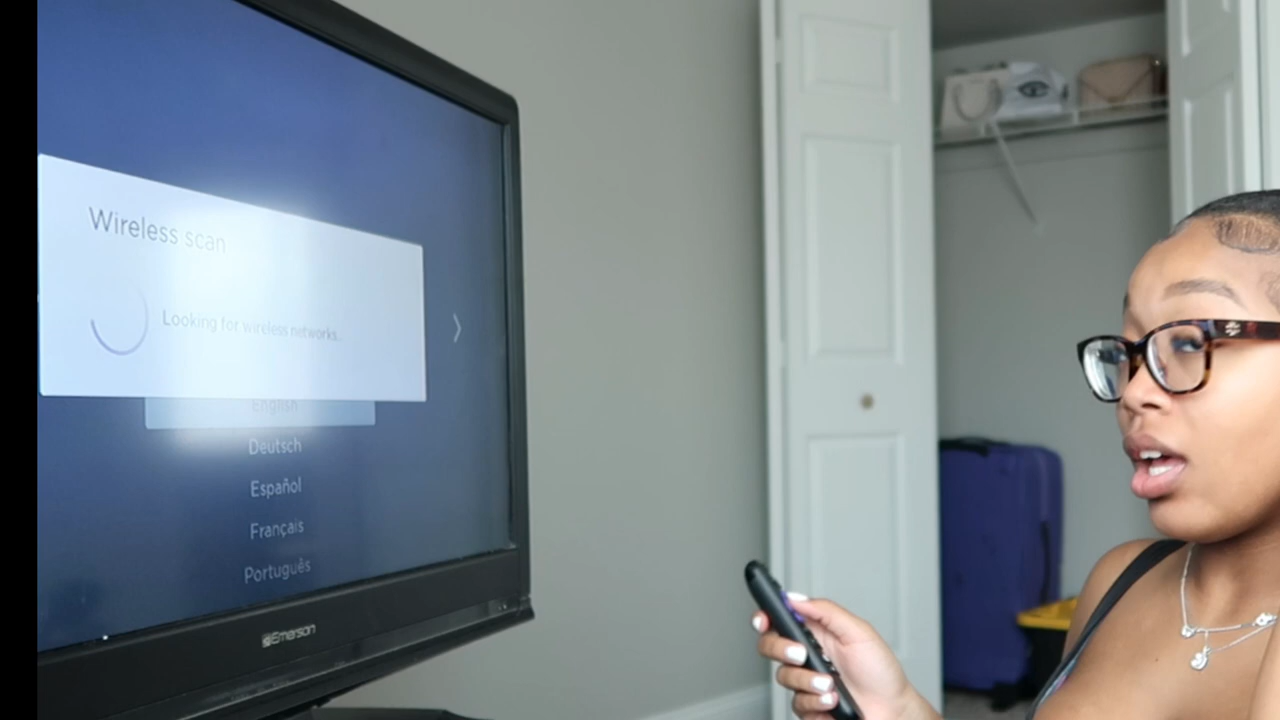 Wireless scan
Looking for wireless networks.
English
Deutsch
Español
Français
Português
Emerson